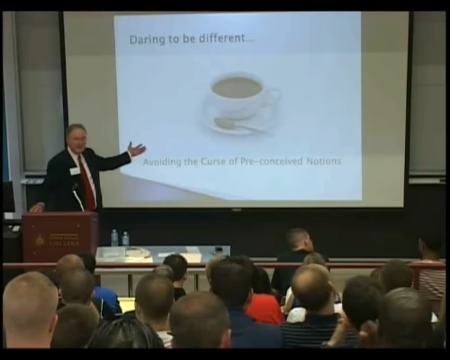 Daring to be different...
Avoiding the Curse of Pre-conceived Notions